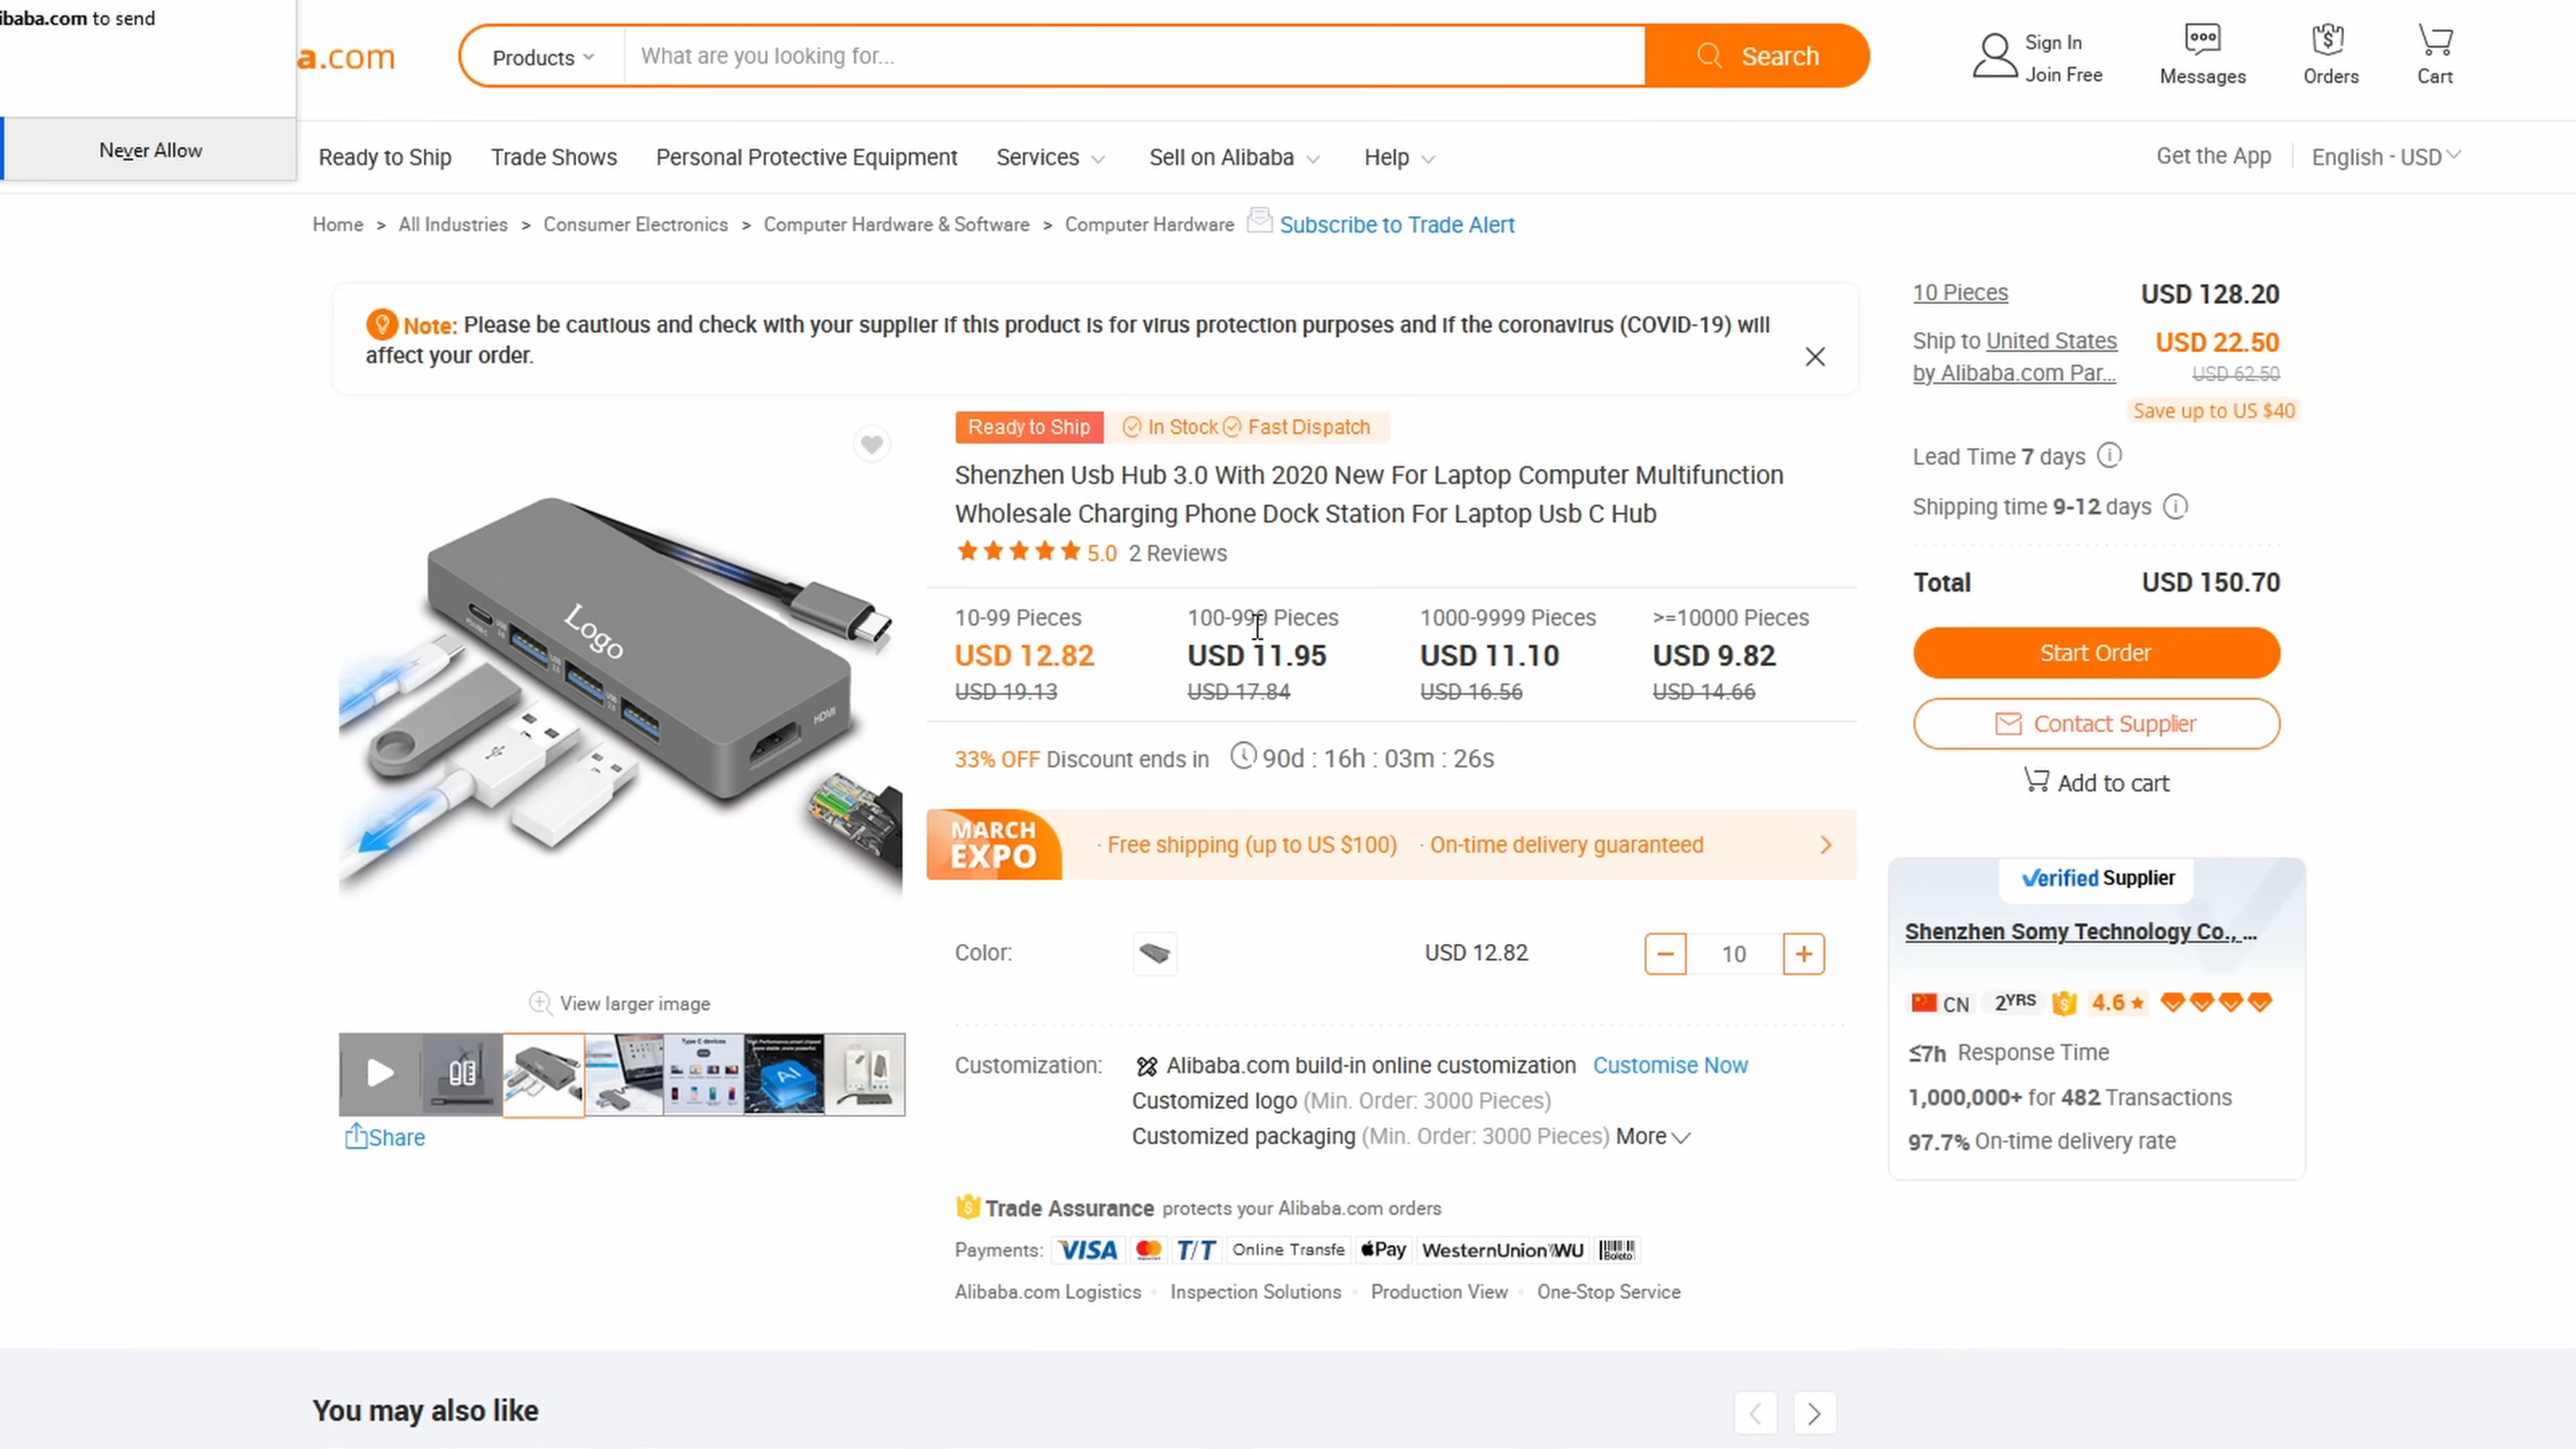 ibaba.com to send
Never Allow
a.com
Products
What are you looking for...
Search
Sign In
Join Free
Messages
Orders
Cart
Ready to Ship
Trade Shows
Personal Protective Equipment
Services
Sell on Alibaba
Help
Get the App
English - USD
Home > All Industries > Consumer Electronics > Computer Hardware & Software > Computer Hardware
Subscribe to Trade Alert
Note: Please be cautious and check with your supplier if this product is for virus protection purposes and if the coronavirus (COVID-19) will
affect your order.
Logo
HDMI
View larger image
Type C devices
AI
Share
Ready to Ship
In Stock
Fast Dispatch
Shenzhen Usb Hub 3.0 With 2020 New For Laptop Computer Multifunction
Wholesale Charging Phone Dock Station For Laptop Usb C Hub
5.0 2 Reviews
10-99 Pieces
USD 12.82
USD 19.13
100-999 Pieces
USD 11.95
USD 17.84
1000-9999 Pieces
USD 11.10
USD 16.56
>=10000 Pieces
USD 9.82
USD 14.66
33% OFF Discount ends in 90d : 16h : 03m : 26s
MARCH
EXPO
· Free shipping (up to US $100) · On-time delivery guaranteed
Color:
USD 12.82
10
Customization:
Alibaba.com build-in online customization Customise Now
Customized logo (Min. Order: 3000 Pieces)
Customized packaging (Min. Order: 3000 Pieces) More
Trade Assurance protects your Alibaba.com orders
Payments: VISA T/T Online Transfe Pay WesternUnion WU Boleto
Alibaba.com Logistics
Inspection Solutions
Production View
One-Stop Service
10 Pieces USD 128.20
Ship to United States USD 22.50
by Alibaba.com Par... USD 62.50
Save up to US $40
Lead Time 7 days
Shipping time 9-12 days
Total USD 150.70
Start Order
Contact Supplier
Add to cart
Verified Supplier
Shenzhen Somy Technology Co., ...
CN 2YRS 4.6
≤7h Response Time
1,000,000+ for 482 Transactions
97.7% On-time delivery rate
You may also like